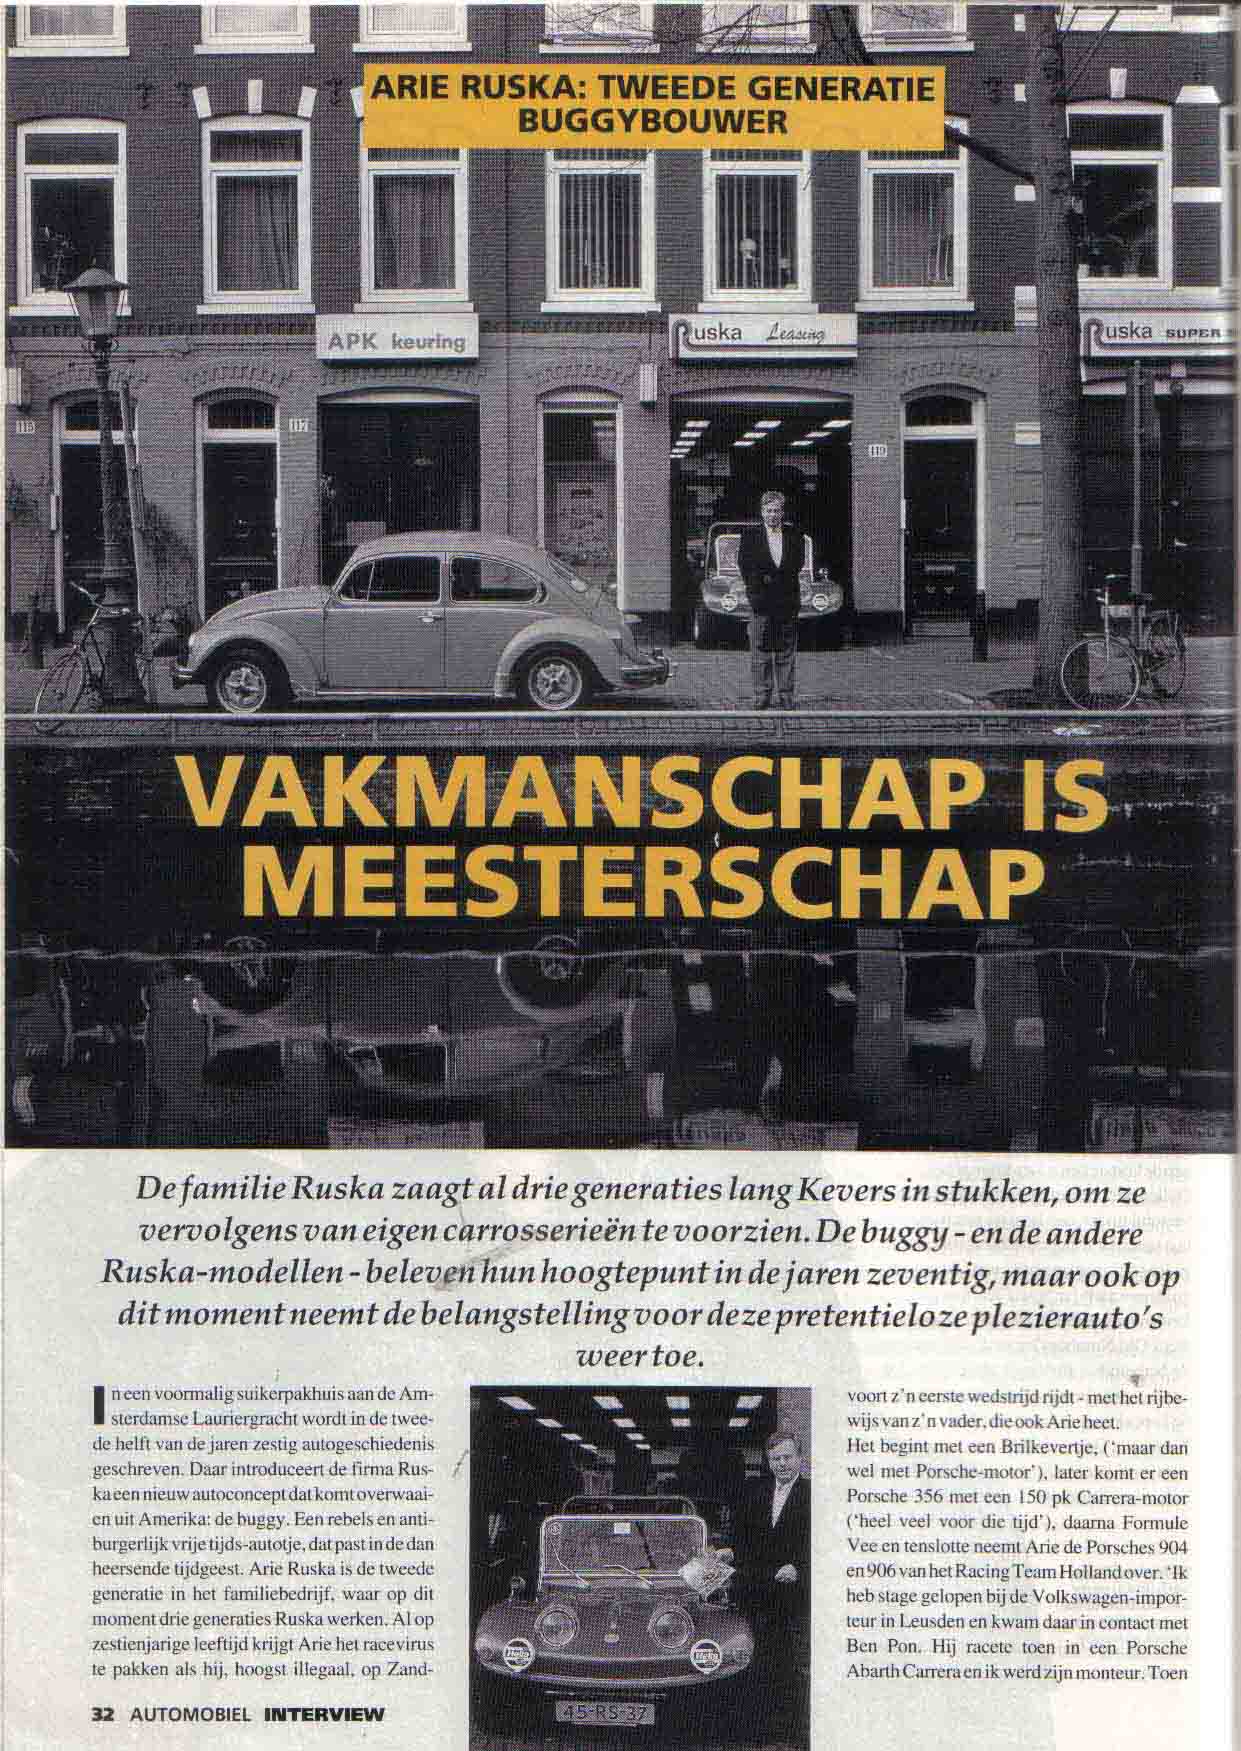 ARIE RUSKA: TWEEDE GENERATIE
BUGGYBOUWER
APK keuring
Ruska Leasing
Ruska SUPER
115
117
119
VAKMANSCHAP IS
MEESTERSCHAP
De familie Ruska zaagt al drie generaties lang Kevers in stukken, om ze
vervolgens van eigen carrosserieën te voorzien. De buggy - en de andere
Ruska-modellen - beleven hun hoogtepunt in de jaren zeventig, maar ook op
dit moment neemt de belangstelling voor deze pretentieloze plezierauto's
weer toe.
In een voormalig suikerpakhuis aan de Am-
sterdamse Lauriergracht wordt in de twee-
de helft van de jaren zestig autogeschiedenis
geschreven. Daar introduceert de firma Rus-
ka een nieuw autoconcept dat komt overwaai-
en uit Amerika: de buggy. Een rebels en anti-
burgerlijk vrije tijds-autotje, dat past in de dan
heersende tijdgeest. Arie Ruska is de tweede
generatie in het familiebedrijf, waar op dit
moment drie generaties Ruska werken. Al op
zestienjarige leeftijd krijgt Arie het racevirus
te pakken als hij, hoogst illegaal, op Zand-
Hella
Hella
45-RS-37
voort z'n eerste wedstrijd rijdt - met het rijbe-
wijs van z'n vader, die ook Arie heet.
Het begint met een Brilkevertje, ('maar dan
wel met Porsche-motor'), later komt er een
Porsche 356 met een 150 pk Carrera-motor
('heel veel voor die tijd'), daarna Formule
Vee en tenslotte neemt Arie de Porsches 904
en 906 van het Racing Team Holland over. 'Ik
heb stage gelopen bij de Volkswagen-impor-
teur in Leusden en kwam daar in contact met
Ben Pon. Hij racete toen in een Porsche
Abarth Carrera en ik werd zijn monteur. Toen
32 AUTOMOBIEL INTERVIEW